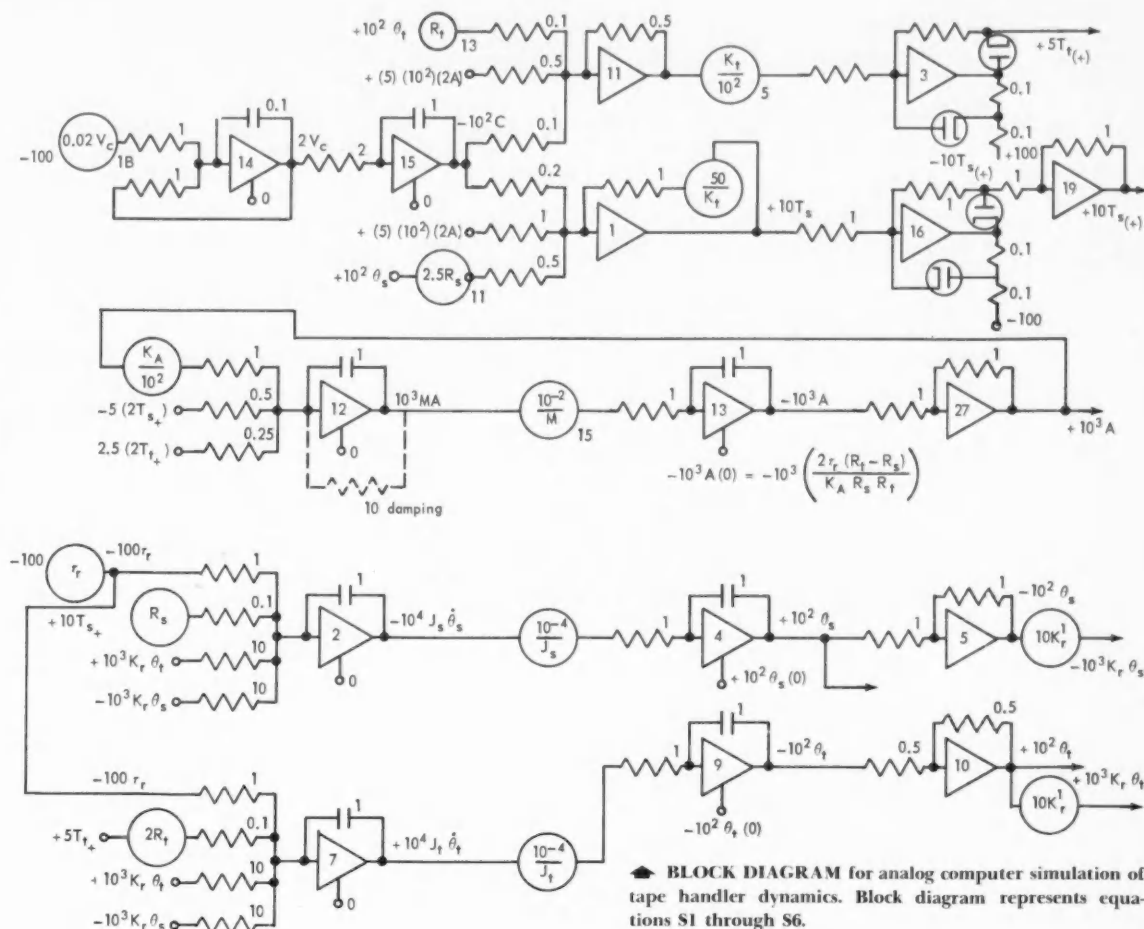 +10² θt Rt 13 0.1 0.5 +5Tt(+)
+ (5) (10²)(2A) 0.5 11 Kt/10² 5 3 0.1
0.1 1 -10²C 0.1 0.1 +100
-100 0.02 Vc 1B 1 14 2Vc 2 15 -10Ts(+) 1
1 0 0 0.2 1 50/Kt +10Ts 1 1 19 +10Ts(+)
+ (5) (10²)(2A) 1 1 1 16 0.1
+10² θs 2.5Rs 11 0.5 0.1
-100
KA/10² 1 1 1 1
-5 (2Ts+) 0.5 12 10³MA 10⁻²/M 15 1 13 -10³A 1 27
2.5 (2Tt+) 0.25 0 0 +10³A
10 damping
-10³A(0) = -10³ (2τr (Rt – Rs) / KA Rs Rt)
-100 τr -100τr 1 1 1 1 -10² θs
+10Ts+ Rs 0.1 2 -10⁴ Js θ̇s 10⁻⁴/Js 1 4 +10² θs 1 5 10K¹r
+10³Kr θt 10 -10³Kr θs
-10³Kr θs 10 0 +10² θs(0)
1 0.5
-100 τr 1 1 1 9 -10² θt 0.5 10 +10² θt
+5Tt+ 2Rt 0.1 +10³Kr θt
+10³Kr θt 10 7 +10⁴ Jt θ̇t 10⁻⁴/Jt -10² θt(0) 10K¹r
-10³Kr θs 10 0
BLOCK DIAGRAM for analog computer simulation of
tape handler dynamics. Block diagram represents equa-
tions S1 through S6.